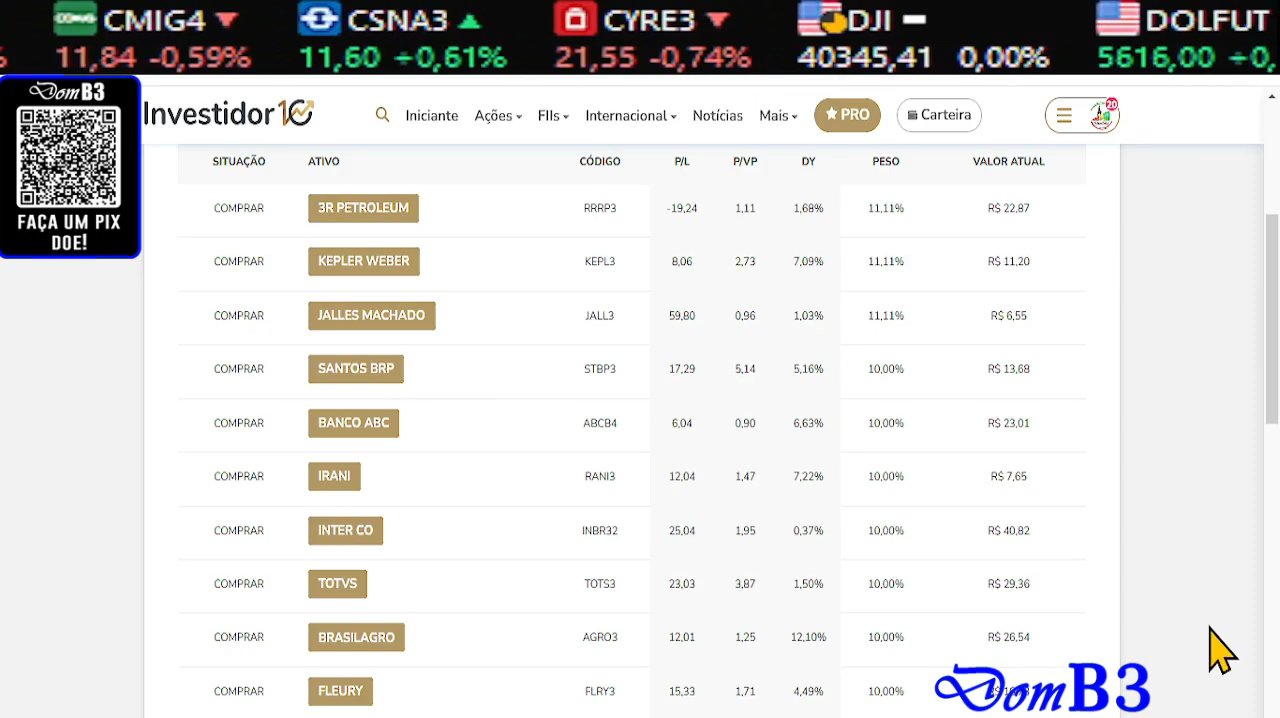 CMIG4 CSNA3 CYRE3 DJI DOLFUT
11,84 -0,59% 11,60 +0,61% 21,55 -0,74% 40345,41 0,00% 5616,00 +0,
DomB3
FAÇA UM PIX
DOE!
Investidor 10 Iniciante Ações FIIs Internacional Notícias Mais PRO Carteira 20
SITUAÇÃO ATIVO CÓDIGO P/L P/VP DY PESO VALOR ATUAL
COMPRAR 3R PETROLEUM RRRP3 -19,24 1,11 1,68% 11,11% R$ 22,87
COMPRAR KEPLER WEBER KEPL3 8,06 2,73 7,09% 11,11% R$ 11,20
COMPRAR JALLES MACHADO JALL3 59,80 0,96 1,03% 11,11% R$ 6,55
COMPRAR SANTOS BRP STBP3 17,29 5,14 5,16% 10,00% R$ 13,68
COMPRAR BANCO ABC ABCB4 6,04 0,90 6,63% 10,00% R$ 23,01
COMPRAR IRANI RANI3 12,04 1,47 7,22% 10,00% R$ 7,65
COMPRAR INTER CO INBR32 25,04 1,95 0,37% 10,00% R$ 40,82
COMPRAR TOTVS TOTS3 23,03 3,87 1,50% 10,00% R$ 29,36
COMPRAR BRASILAGRO AGRO3 12,01 1,25 12,10% 10,00% R$ 26,54
COMPRAR FLEURY FLRY3 15,33 1,71 4,49% 10,00%
DomB3